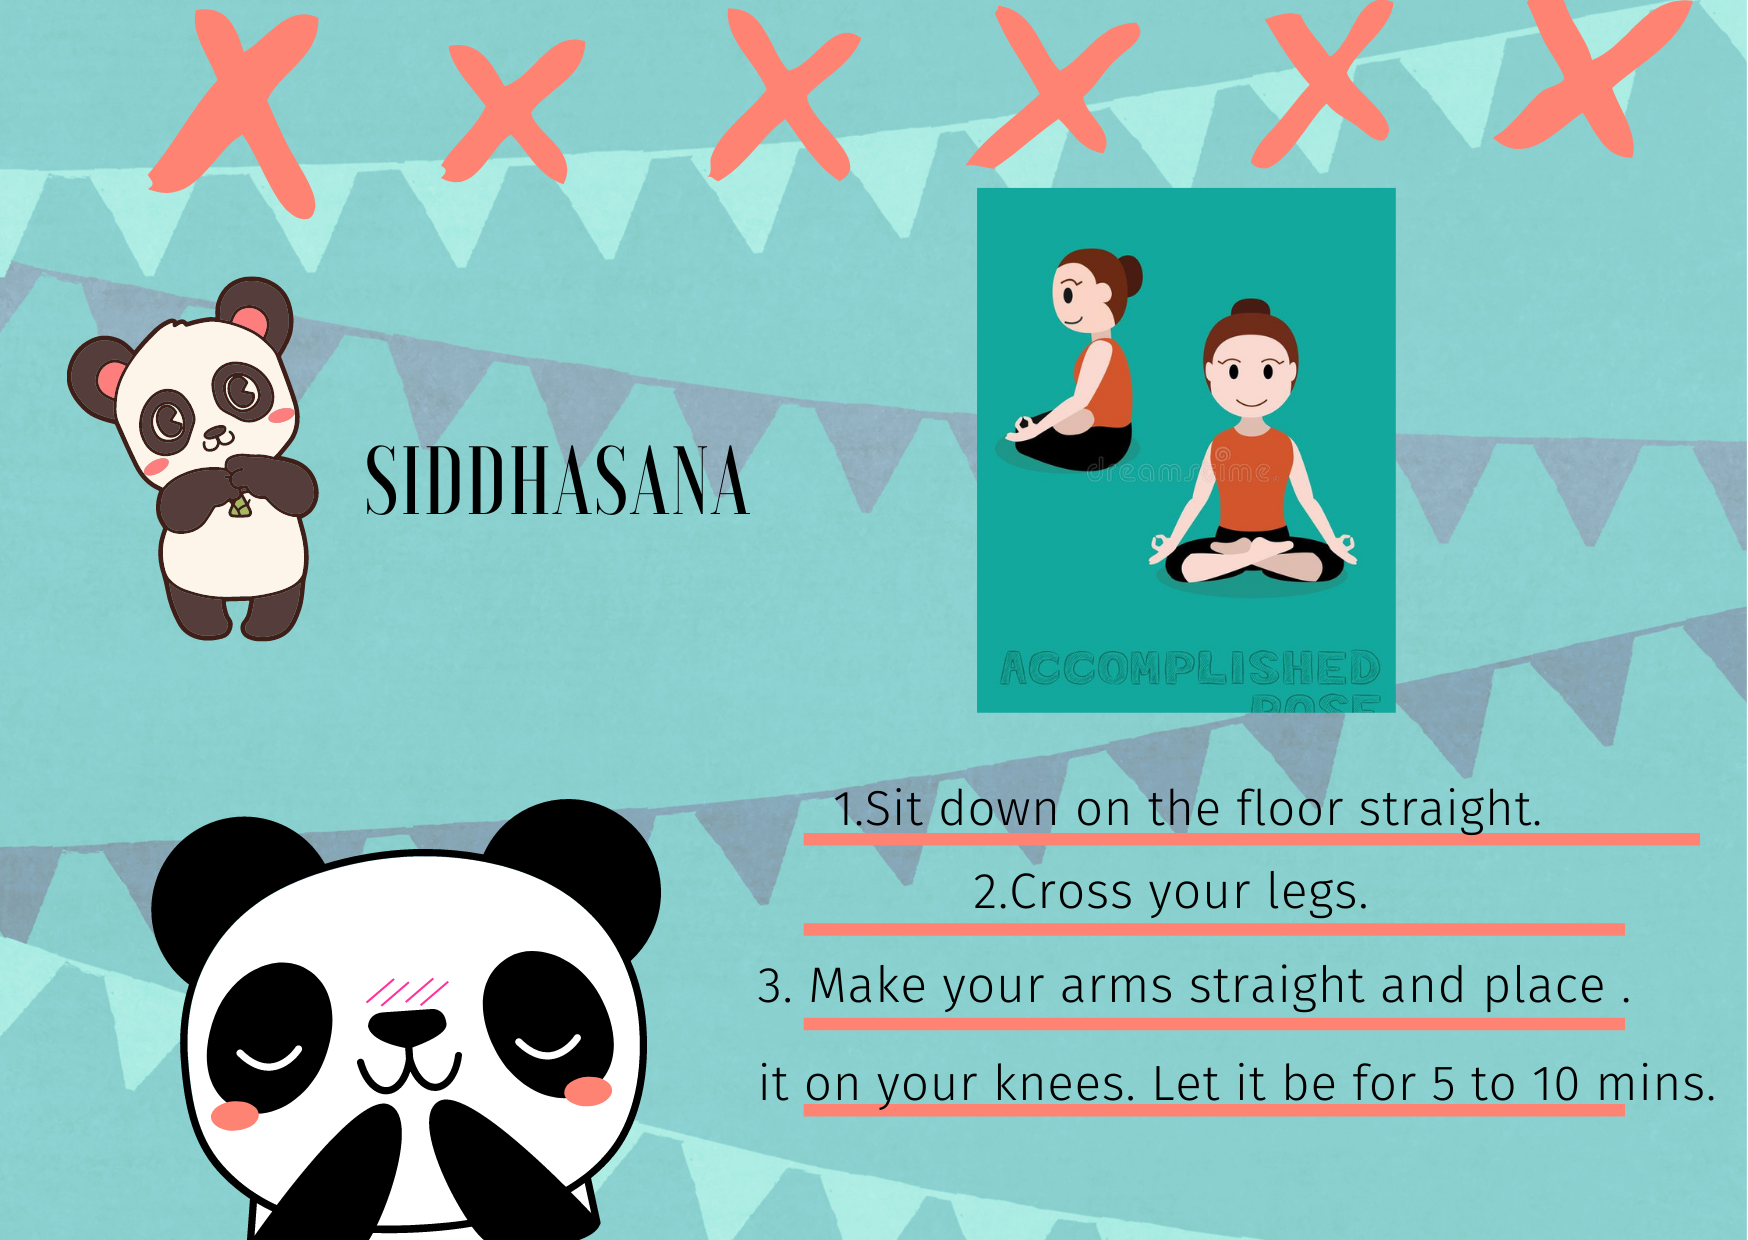 SIDDHASANA
dreamstime
ACCOMPLISHED
POSE
1.Sit down on the floor straight.
2.Cross your legs.
3. Make your arms straight and place .
it on your knees. Let it be for 5 to 10 mins.